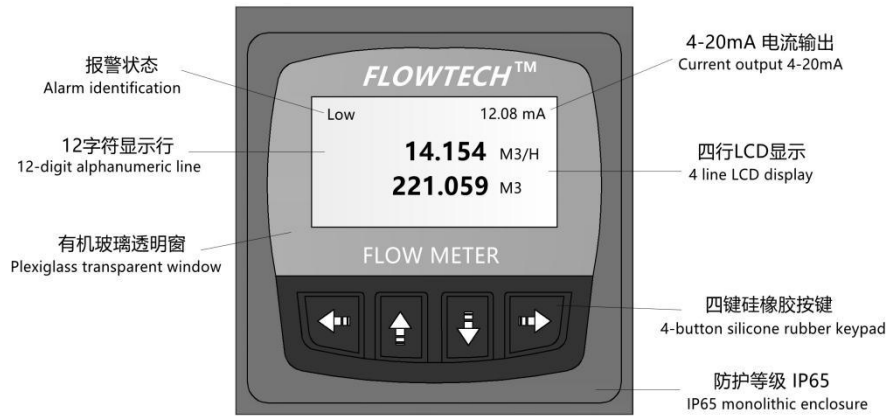 报警状态
Alarm identification
12字符显示行
12-digit alphanumeric line
有机玻璃透明窗
Plexiglass transparent window
FLOWTECH™
Low 12.08 mA
14.154 M3/H
221.059 M3
FLOW METER
4-20mA 电流输出
Current output 4-20mA
四行LCD显示
4 line LCD display
四键硅橡胶按键
4-button silicone rubber keypad
防护等级 IP65
IP65 monolithic enclosure